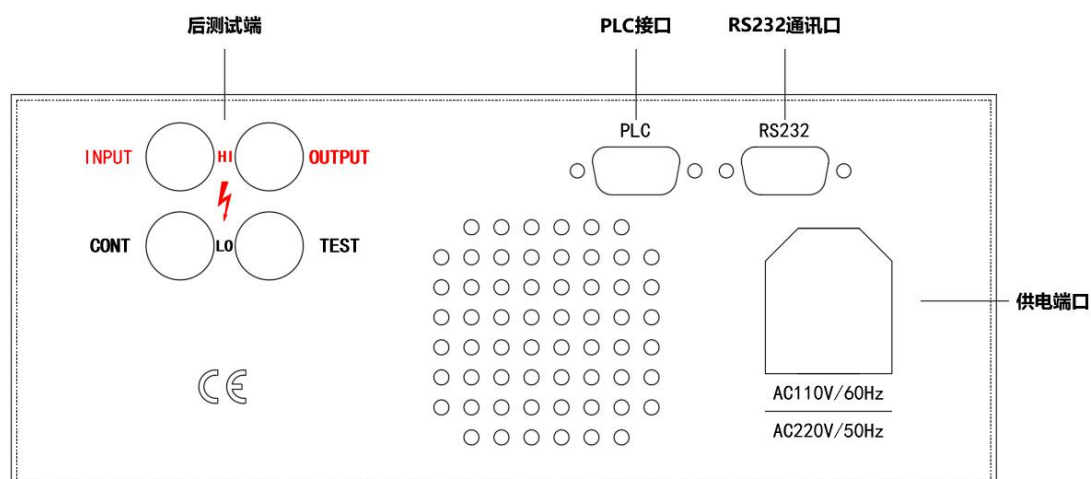 后测试端
PLC接口
RS232通讯口
PLC
RS232
INPUT
HI
OUTPUT
CONT
LO
TEST
供电端口
CE
AC110V/60Hz
AC220V/50Hz